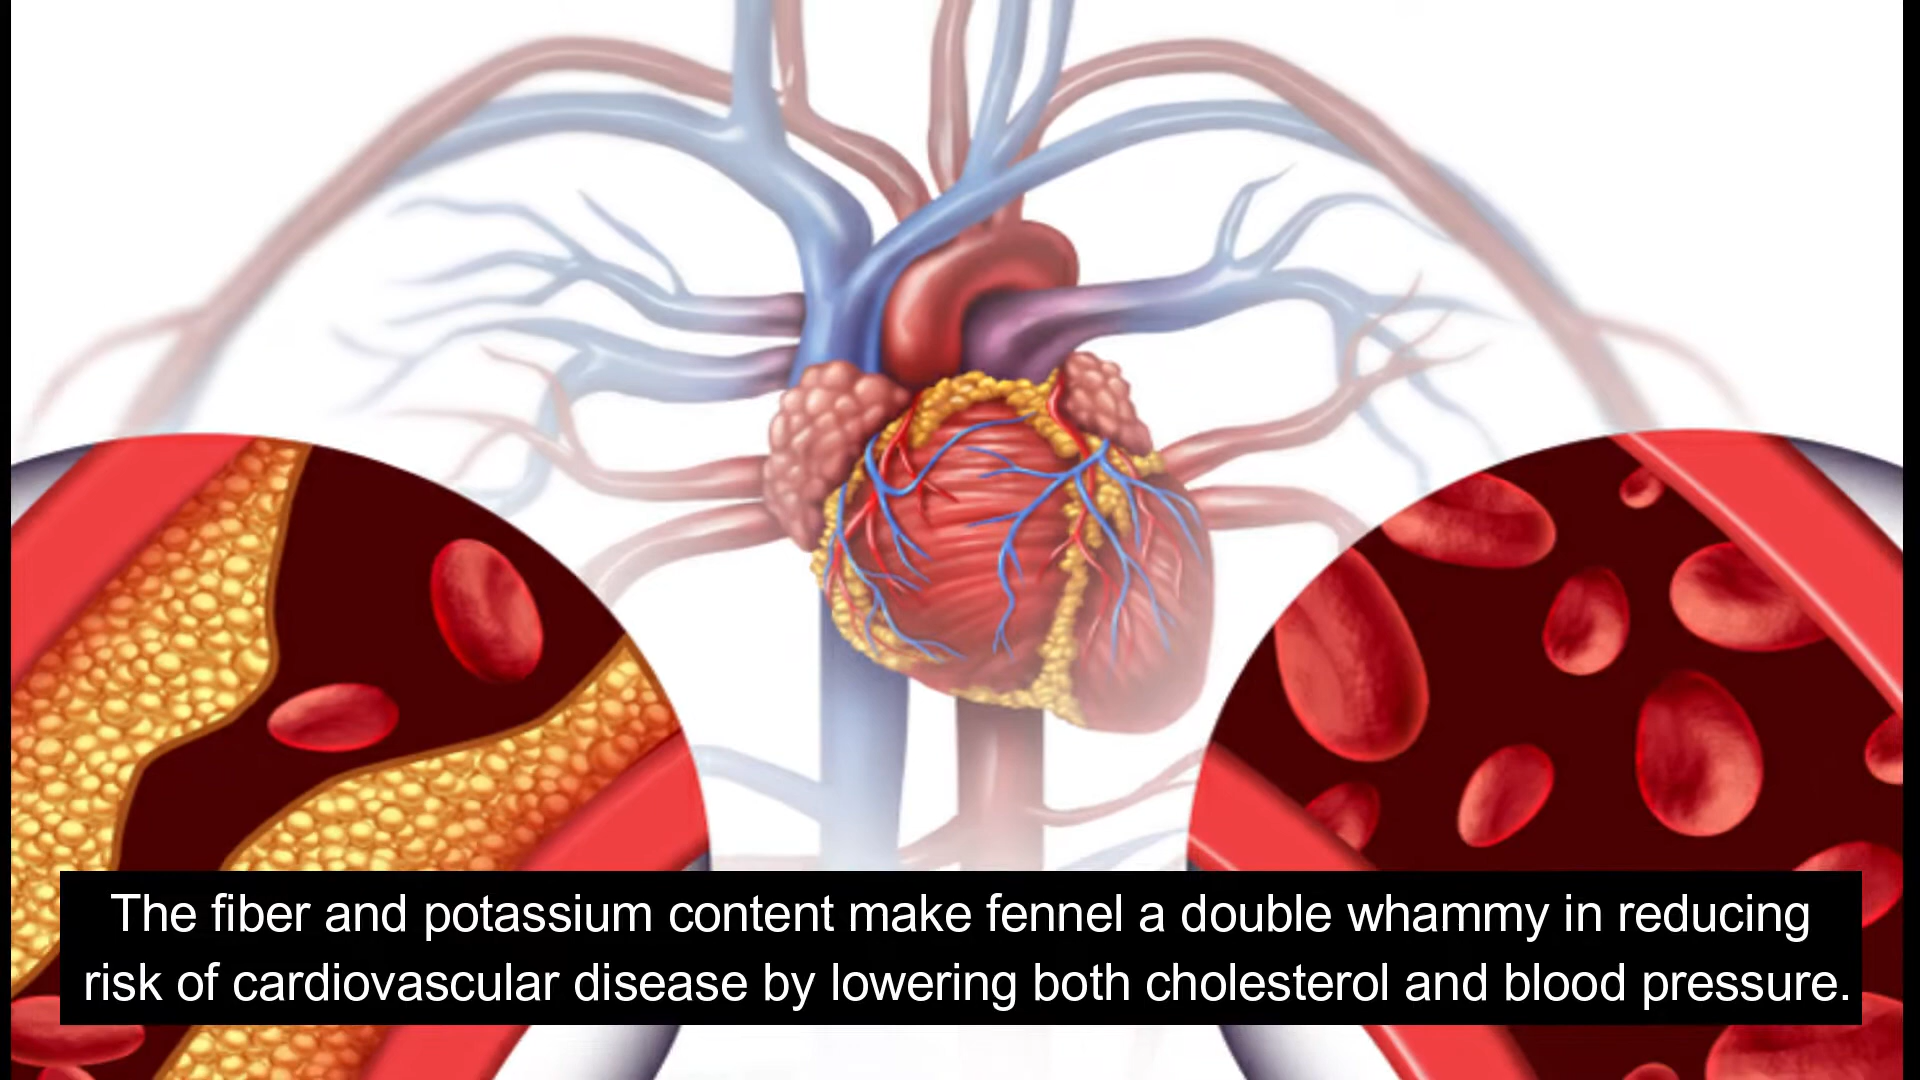 The fiber and potassium content make fennel a double whammy in reducing
risk of cardiovascular disease by lowering both cholesterol and blood pressure.